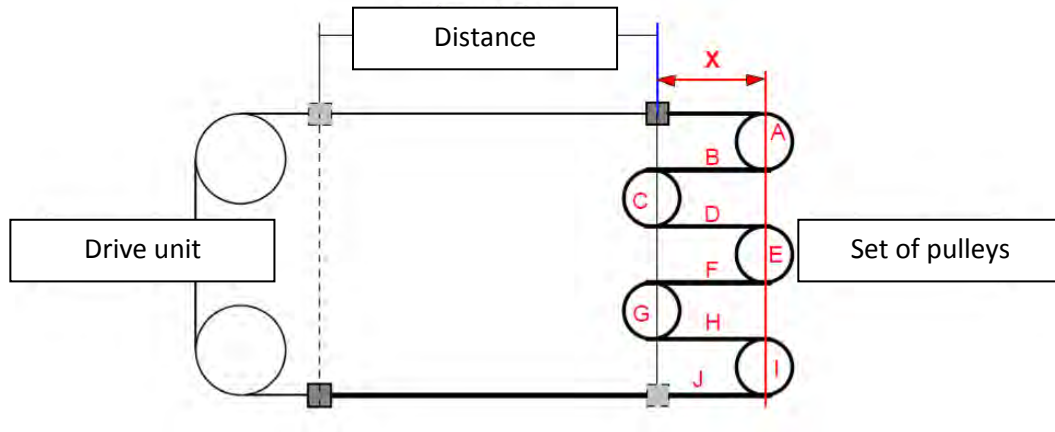 Distance
X
A
B
C
D
Drive unit
E
Set of pulleys
F
G
H
I
J